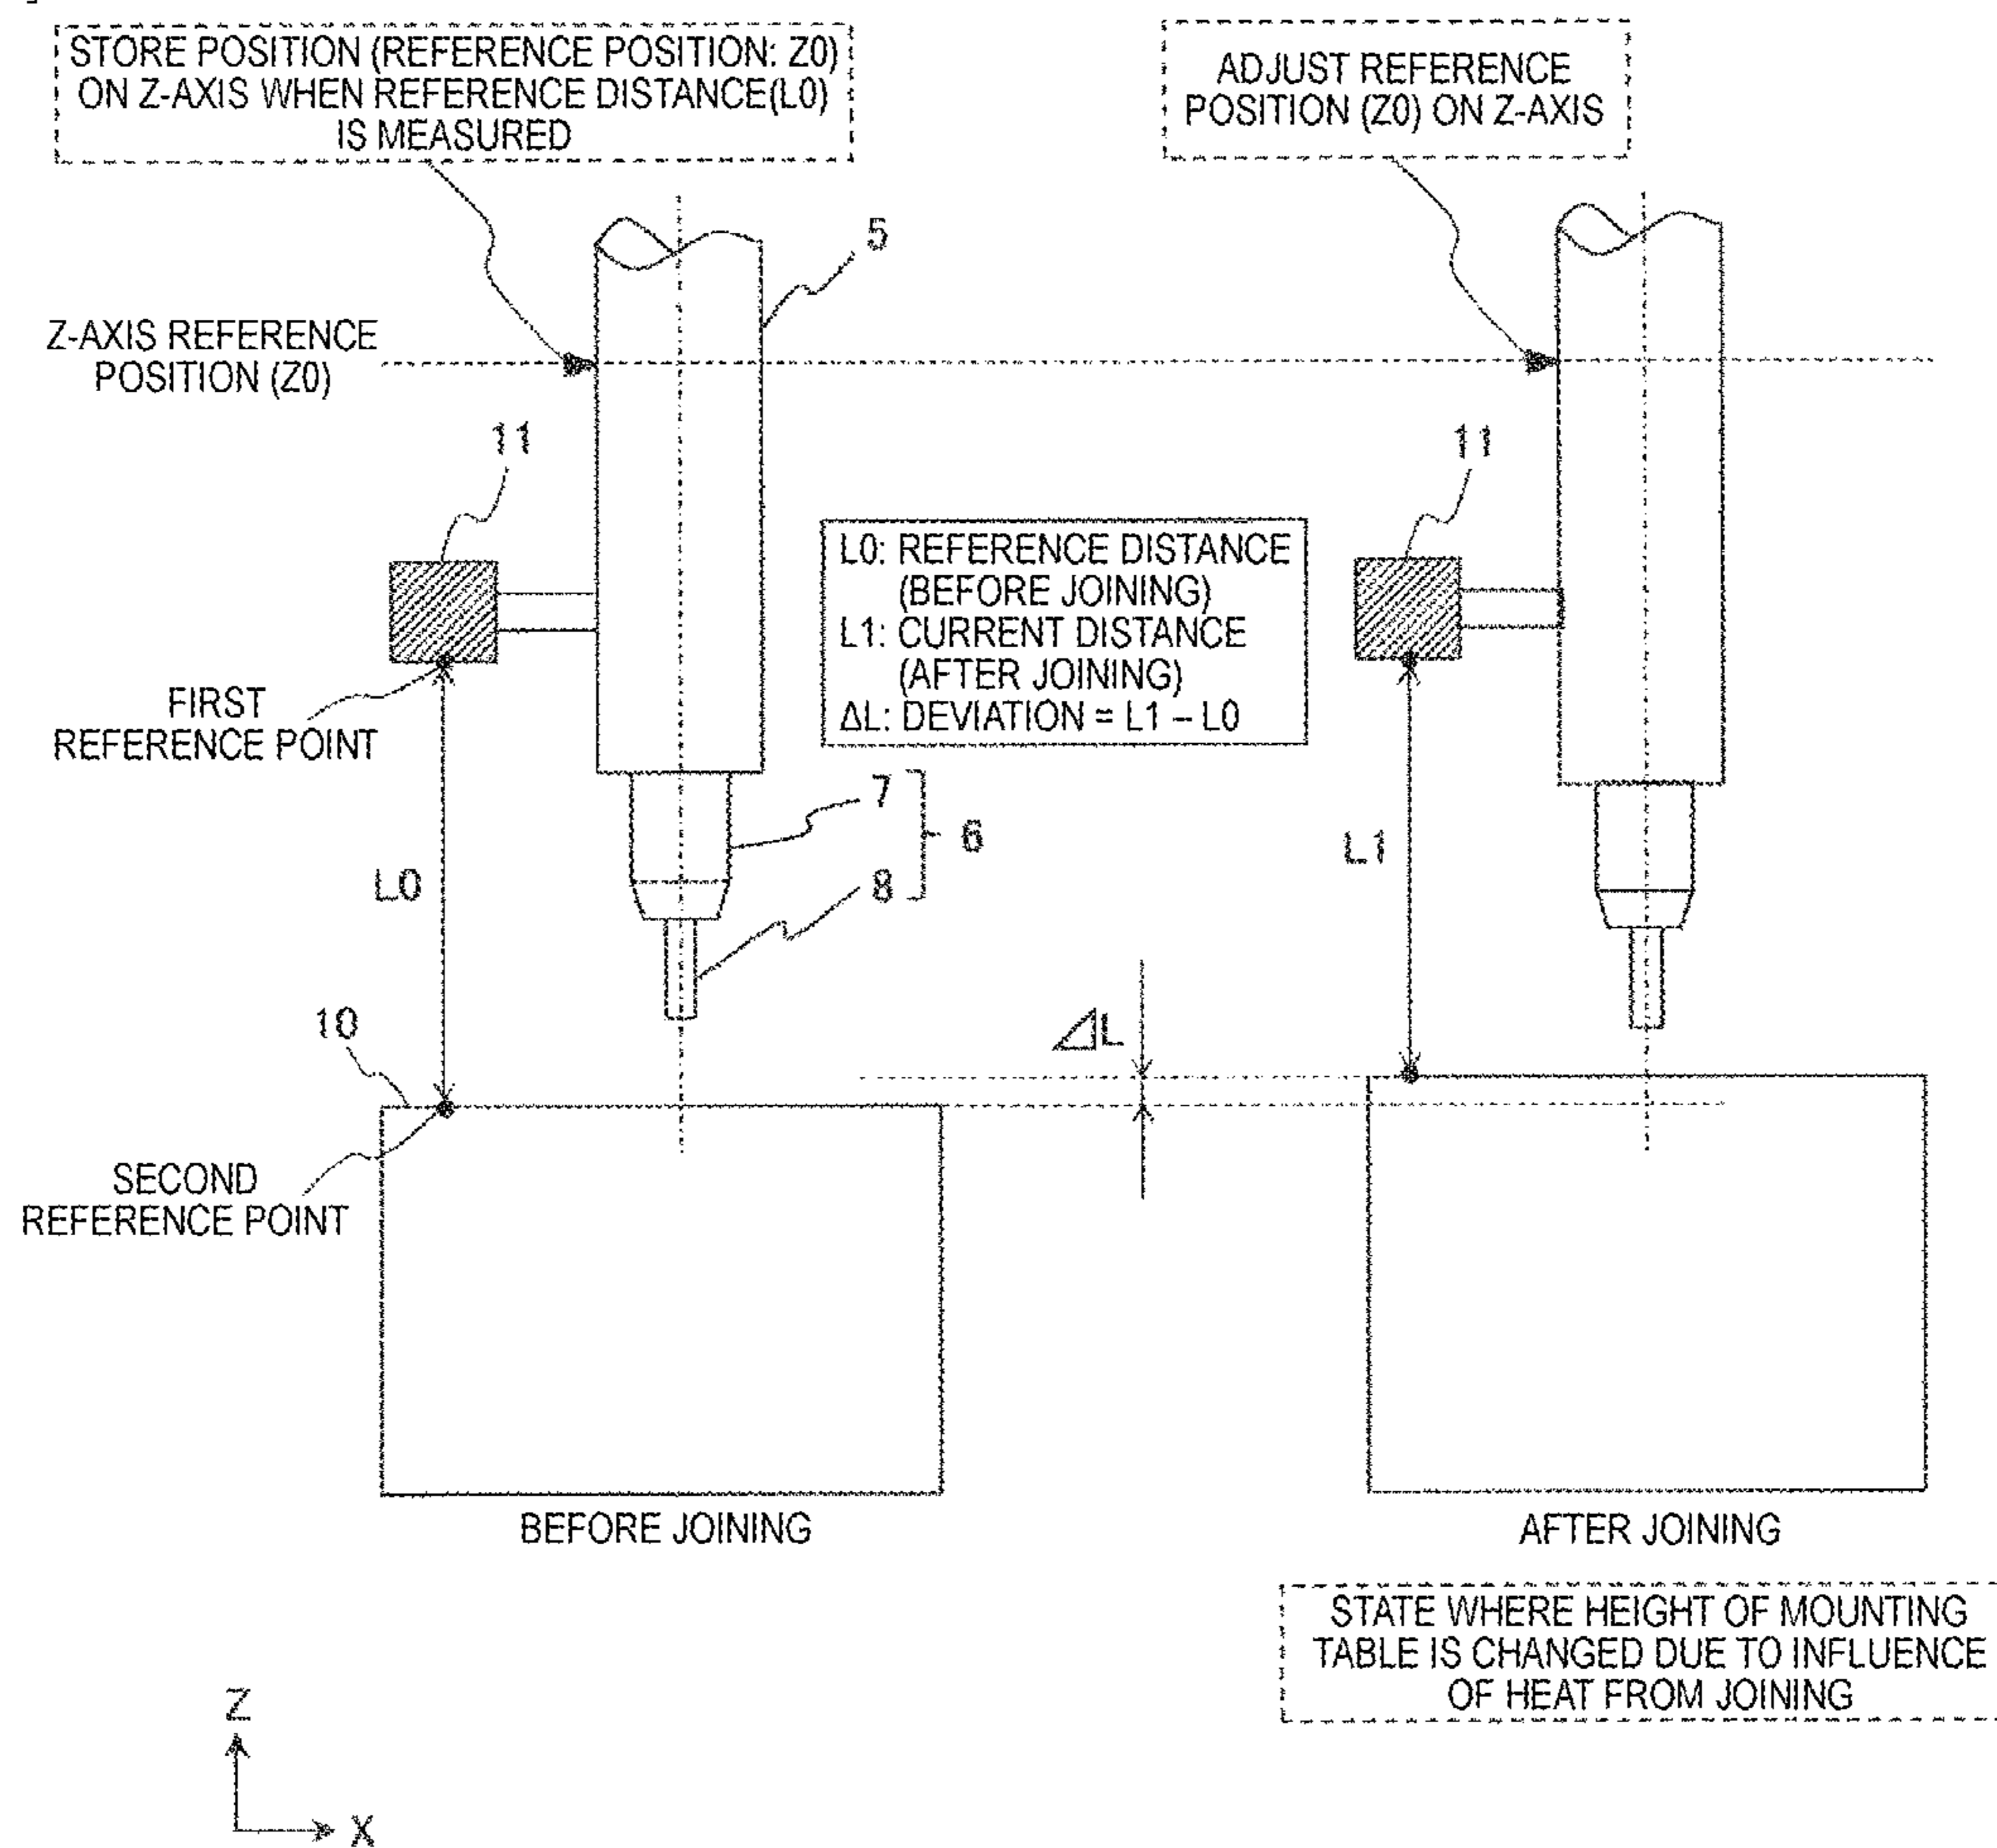 STORE POSITION (REFERENCE POSITION: Z0)
ON Z-AXIS WHEN REFERENCE DISTANCE(L0)
IS MEASURED
ADJUST REFERENCE
POSITION (Z0) ON Z-AXIS
5
Z-AXIS REFERENCE
POSITION (Z0)
11
11
L0: REFERENCE DISTANCE
(BEFORE JOINING)
L1: CURRENT DISTANCE
(AFTER JOINING)
ΔL: DEVIATION = L1 – L0
FIRST
REFERENCE POINT
7
6
8
L0
L1
10
⊿L
SECOND
REFERENCE POINT
BEFORE JOINING
AFTER JOINING
STATE WHERE HEIGHT OF MOUNTING
TABLE IS CHANGED DUE TO INFLUENCE
OF HEAT FROM JOINING
Z
X